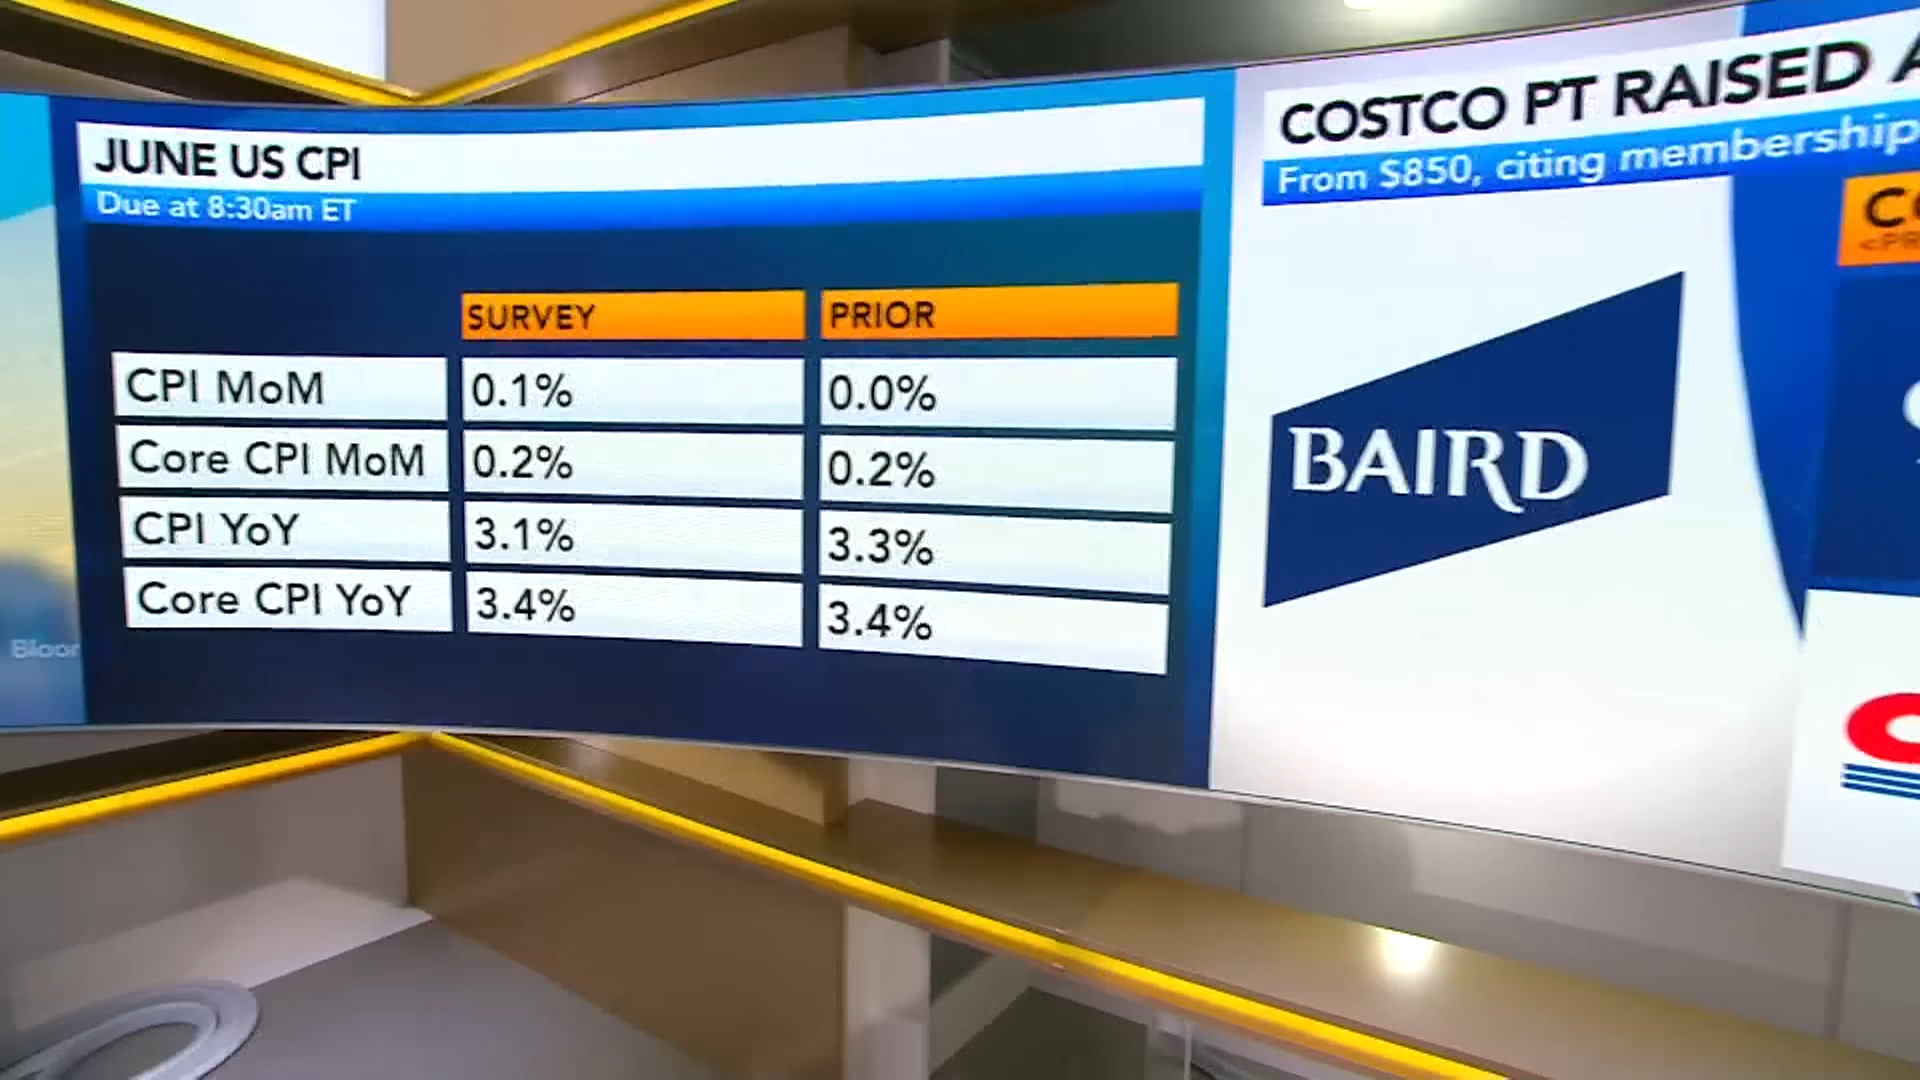 JUNE US CPI
Due at 8:30am ET
SURVEY PRIOR
CPI MoM 0.1% 0.0%
Core CPI MoM 0.2% 0.2%
CPI YoY 3.1% 3.3%
Core CPI YoY 3.4% 3.4%
COSTCO PT RAISED
From $850, citing membership
BAIRD